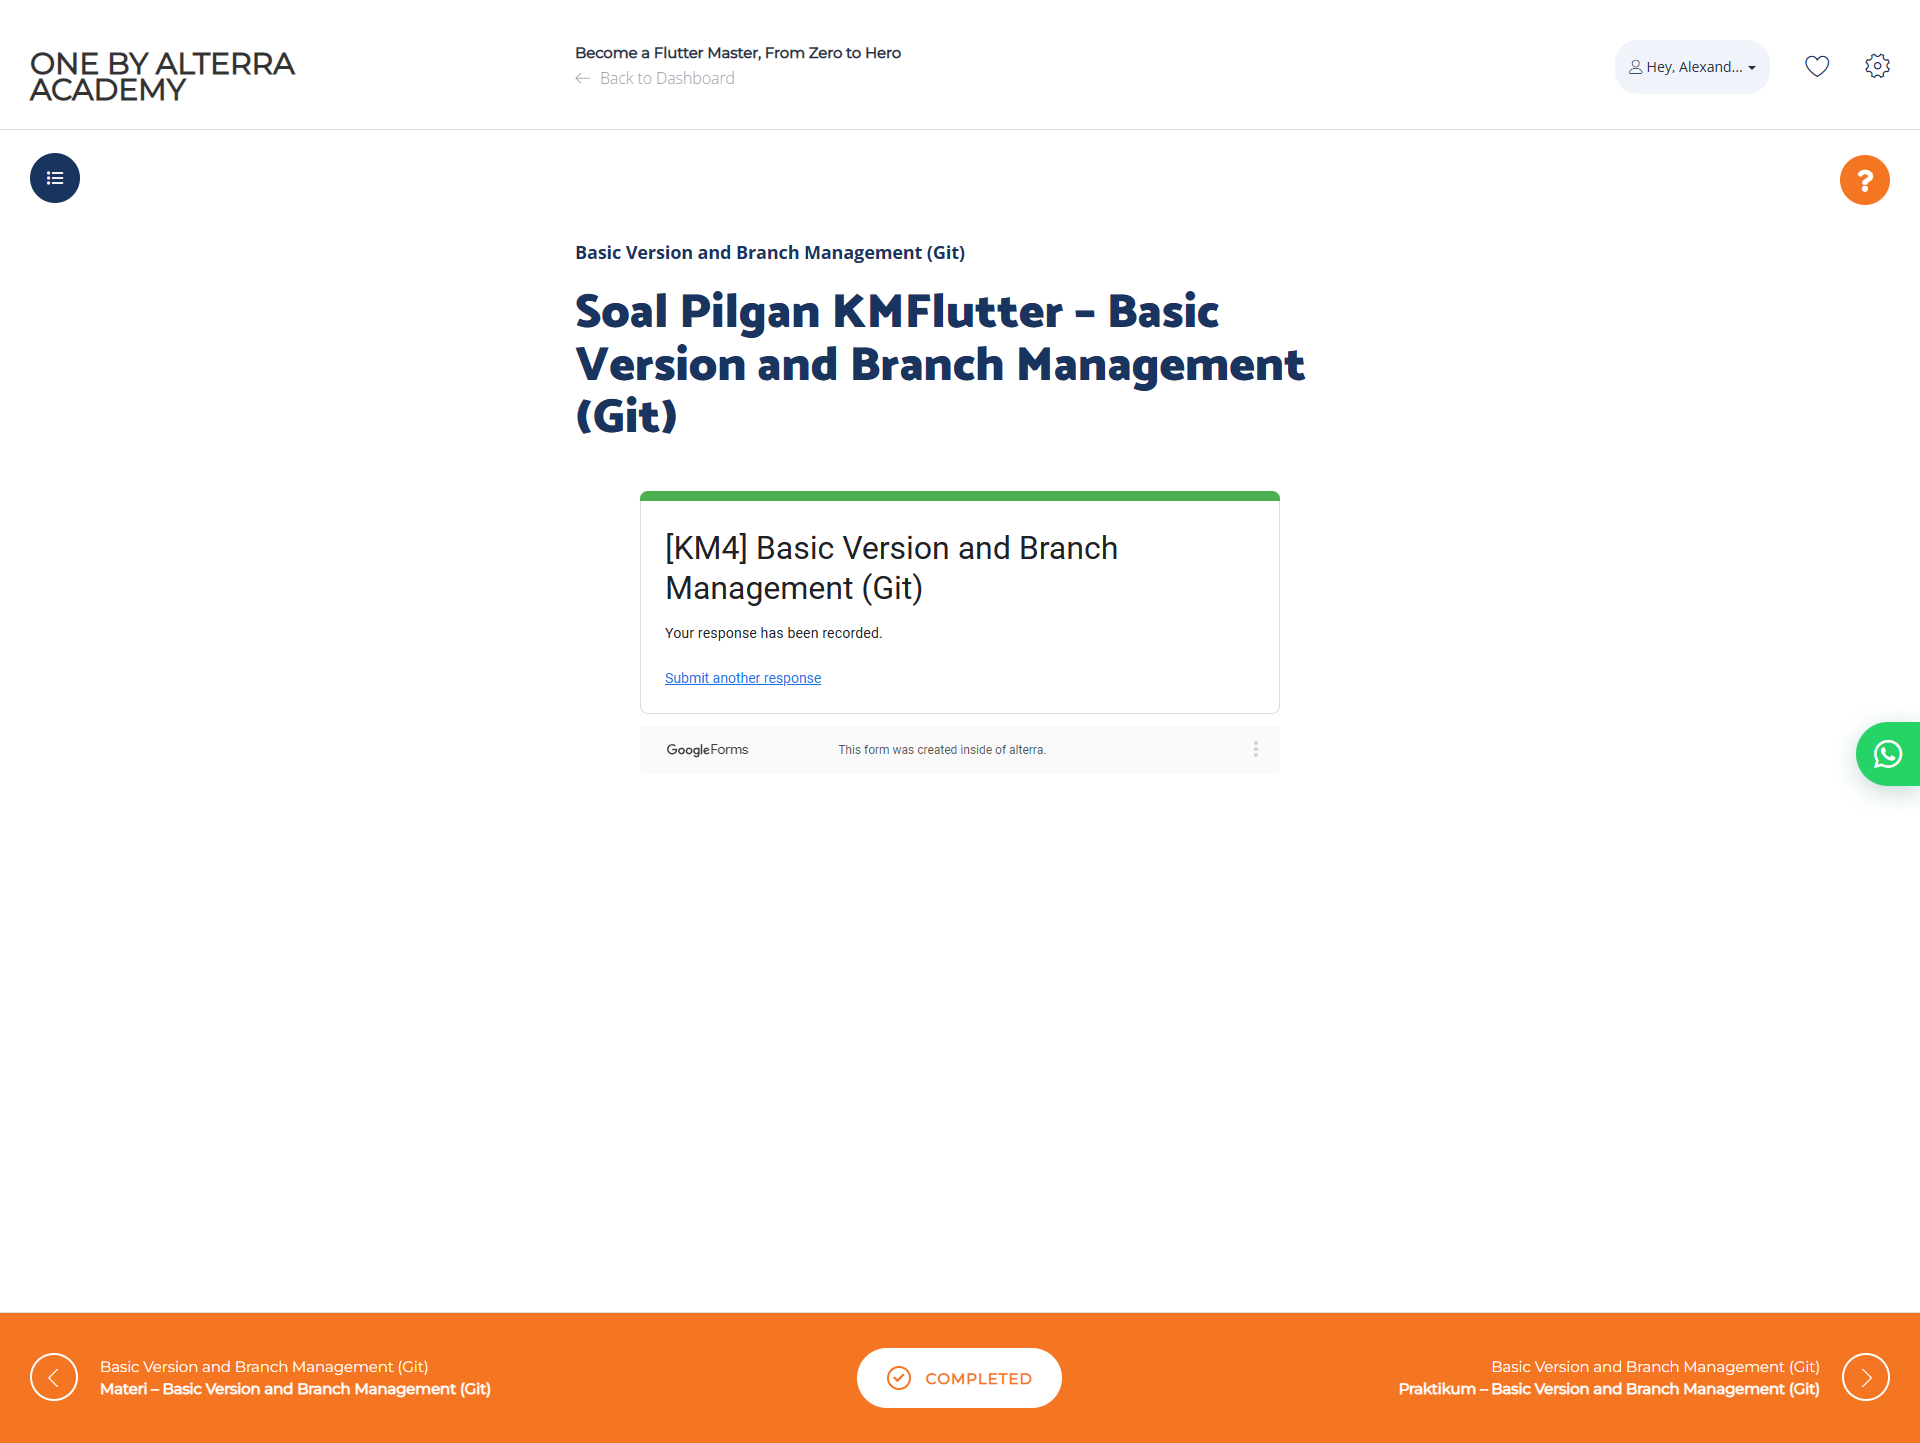 ONE BY ALTERRA
ACADEMY
Become a Flutter Master, From Zero to Hero
Back to Dashboard
Hey, Alexand...
?
Basic Version and Branch Management (Git)
Soal Pilgan KMFlutter – Basic
Version and Branch Management
(Git)
[KM4] Basic Version and Branch
Management (Git)
Your response has been recorded.
Submit another response
Google Forms
This form was created inside of alterra.
Basic Version and Branch Management (Git)
Materi – Basic Version and Branch Management (Git)
COMPLETED
Basic Version and Branch Management (Git)
Praktikum – Basic Version and Branch Management (Git)